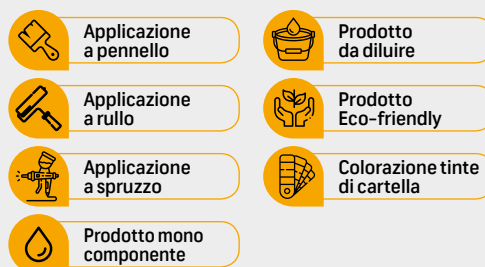 Applicazione
a pennello
Applicazione
a rullo
Applicazione
a spruzzo
Prodotto mono
componente
Prodotto
da diluire
Prodotto
Eco-friendly
Colorazione tinte
di cartella